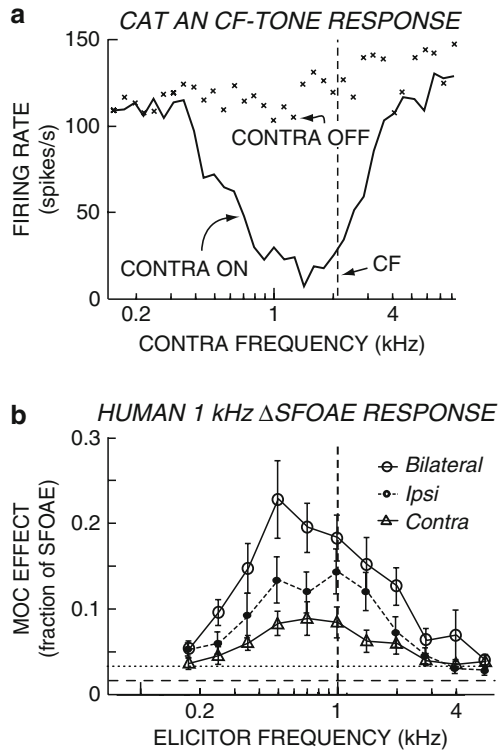 a
CAT AN CF-TONE RESPONSE
FIRING RATE
(spikes/s)
150
100
50
0
CONTRA OFF
CONTRA ON
CF
0.2
1
4
CONTRA FREQUENCY (kHz)
b
HUMAN 1 kHz ΔSFOAE RESPONSE
MOC EFFECT
(fraction of SFOAE)
0.3
0.2
0.1
0
Bilateral
Ipsi
Contra
0.2
1
4
ELICITOR FREQUENCY (kHz)